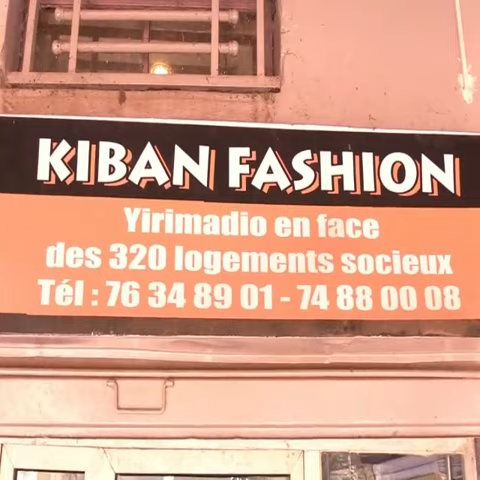 KIBAN FASHION
Yirimadio en face
des 320 logements socieux
Tél : 76 34 89 01 - 74 88 00 08